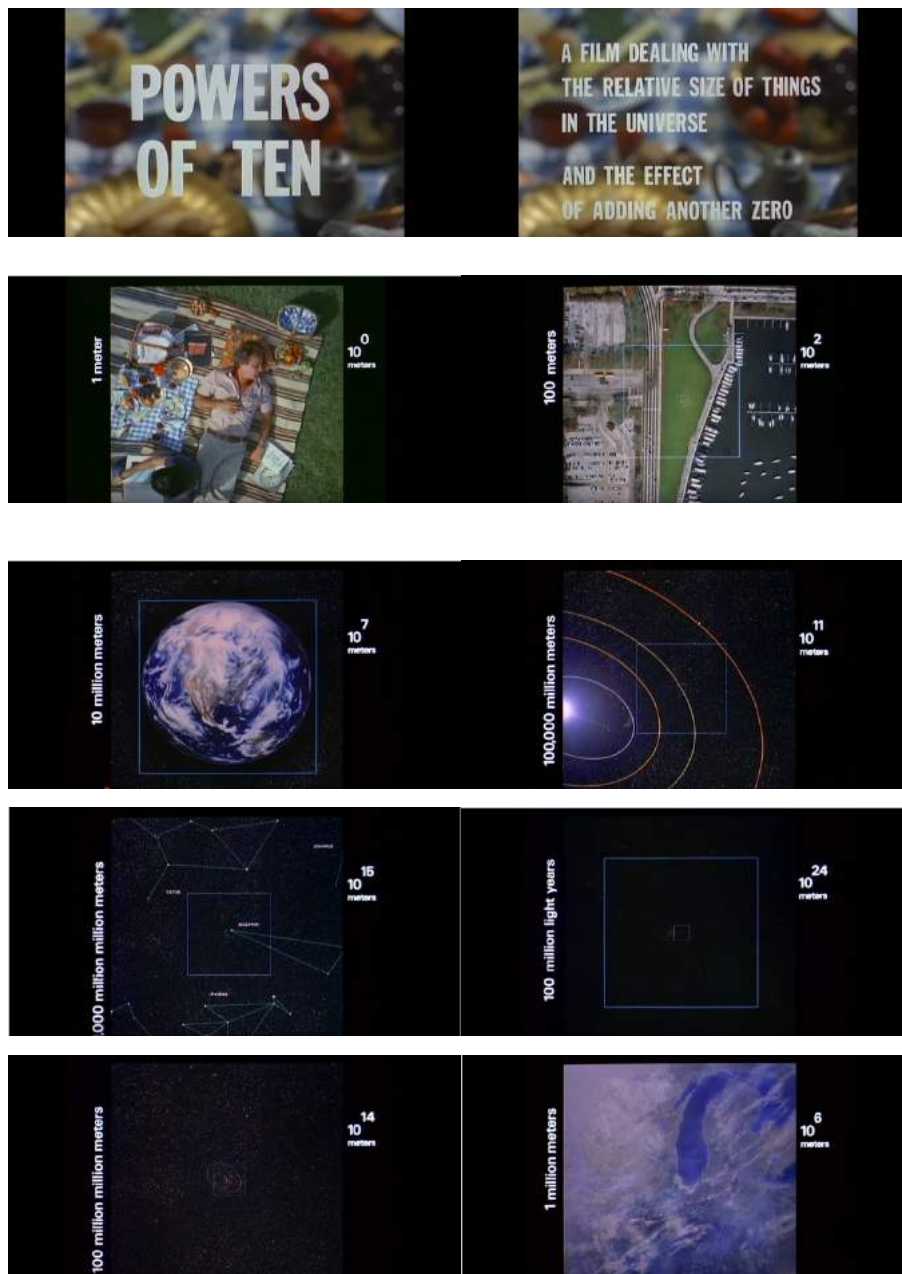 POWERS
OF TEN
A FILM DEALING WITH
THE RELATIVE SIZE OF THINGS
IN THE UNIVERSE
AND THE EFFECT
OF ADDING ANOTHER ZERO
1 meter
10 0
meters
100 meters
10 2
meters
10 million meters
10 7
meters
100,000 million meters
10 11
meters
,000 million million meters
10 15
meters
100 million light years
10 24
meters
100 million million meters
10 14
meters
1 million meters
10 6
meters